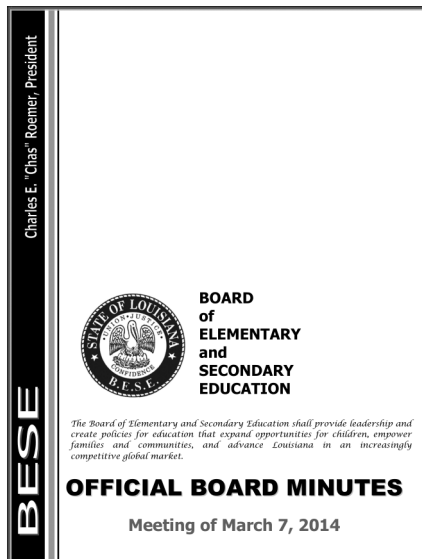 Charles E. "Chas" Roemer, President
BESE
STATE OF LOUISIANA
UNION · JUSTICE
CONFIDENCE
B.E.S.E.
BOARD
of
ELEMENTARY
and
SECONDARY
EDUCATION
The Board of Elementary and Secondary Education shall provide leadership and
create policies for education that expand opportunities for children, empower
families and communities, and advance Louisiana in an increasingly
competitive global market.
OFFICIAL BOARD MINUTES
Meeting of March 7, 2014